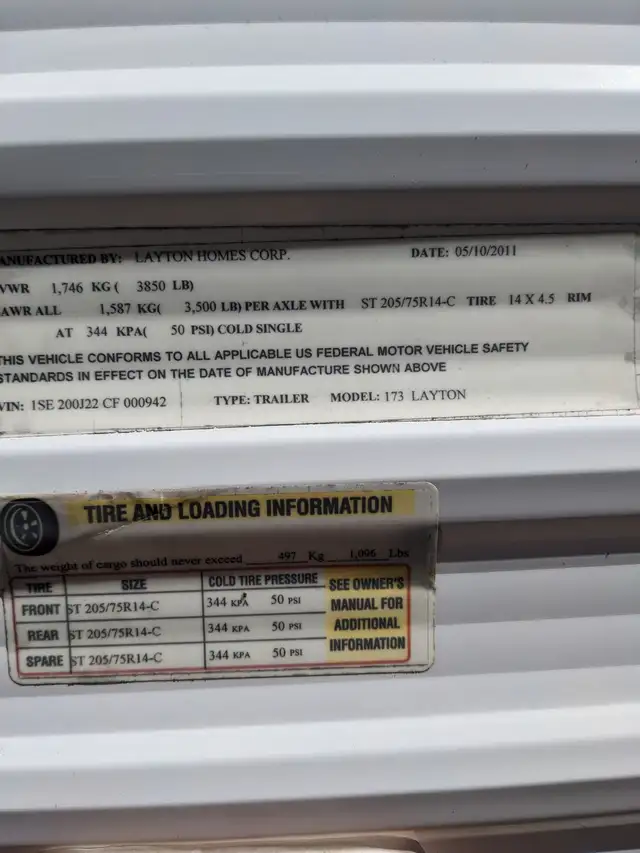 ANUFACTURED BY: LAYTON HOMES CORP. DATE: 05/10/2011
VWR 1,746 KG( 3850 LB)
AWR ALL 1,587 KG( 3,500 LB) PER AXLE WITH ST 205/75R14-C TIRE 14 X 4.5 RIM
AT 344 KPA( 50 PSI) COLD SINGLE
THIS VEHICLE CONFORMS TO ALL APPLICABLE US FEDERAL MOTOR VEHICLE SAFETY
STANDARDS IN EFFECT ON THE DATE OF MANUFACTURE SHOWN ABOVE
VIN: 1SE 200J22 CF 000942 TYPE: TRAILER MODEL: 173 LAYTON
TIRE AND LOADING INFORMATION
The weight of cargo should never exceed 497 Kg 1,096 Lbs
TIRE SIZE COLD TIRE PRESSURE SEE OWNER'S
FRONT ST 205/75R14-C 344 KPA 50 PSI MANUAL FOR
REAR ST 205/75R14-C 344 KPA 50 PSI ADDITIONAL
SPARE ST 205/75R14-C 344 KPA 50 PSI INFORMATION